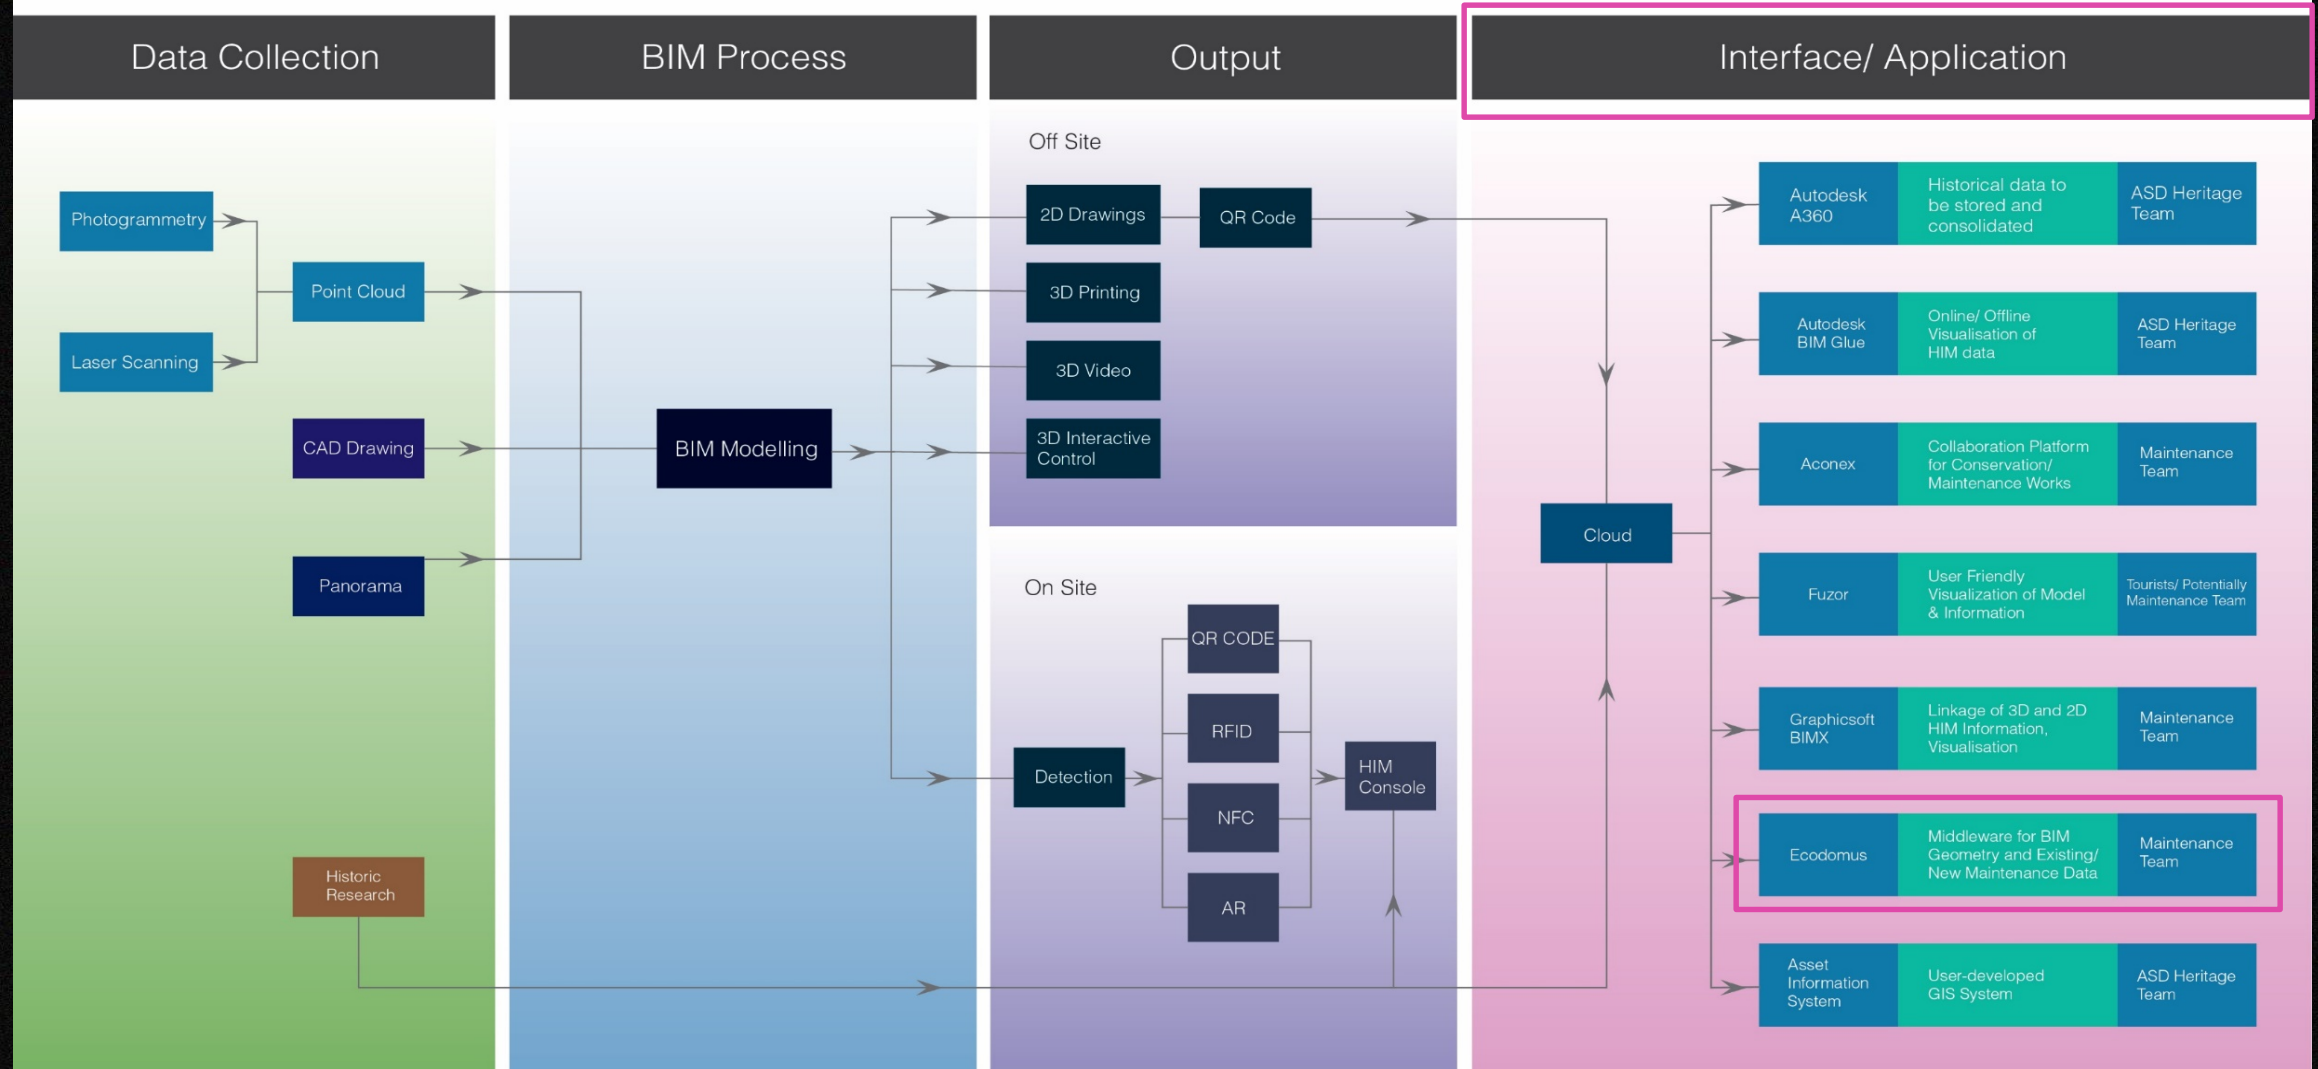 Data Collection
BIM Process
Output
Interface/ Application
Photogrammetry
Laser Scanning
Point Cloud
CAD Drawing
Panorama
Historic
Research
BIM Modelling
Off Site
2D Drawings
QR Code
3D Printing
3D Video
3D Interactive
Control
On Site
Detection
QR CODE
RFID
NFC
AR
HIM
Console
Cloud
Autodesk
A360
Historical data to
be stored and
consolidated
ASD Heritage
Team
Autodesk
BIM Glue
Online/ Offline
Visualisation of
HIM data
ASD Heritage
Team
Aconex
Collaboration Platform
for Conservation/
Maintenance Works
Maintenance
Team
Fuzor
User Friendly
Visualization of Model
& Information
Tourists/ Potentially
Maintenance Team
Graphicsoft
BIMX
Linkage of 3D and 2D
HIM Information,
Visualisation
Maintenance
Team
Ecodomus
Middleware for BIM
Geometry and Existing/
New Maintenance Data
Maintenance
Team
Asset
Information
System
User-developed
GIS System
ASD Heritage
Team